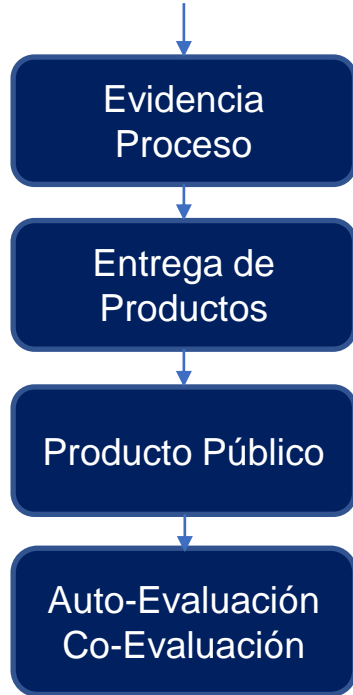 Evidencia
Proceso
Entrega de
Productos
Producto Público
Auto-Evaluación
Co-Evaluación